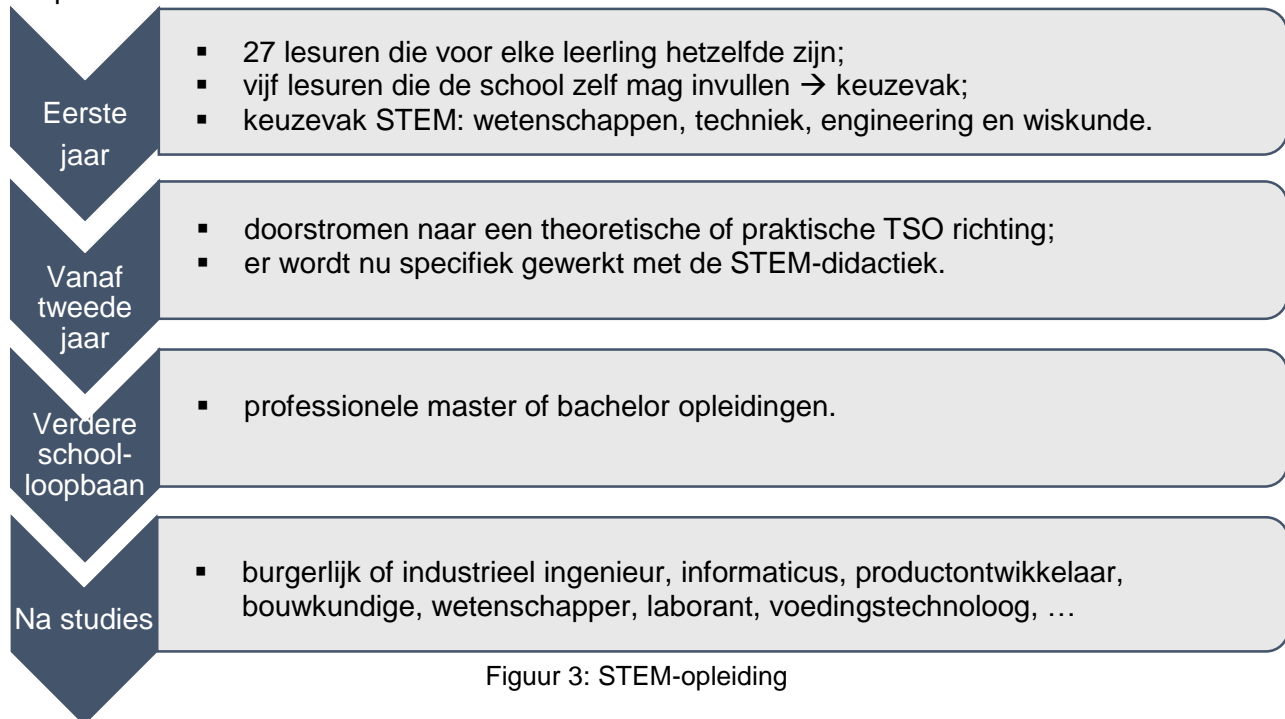 Eerste
jaar
▪ 27 lesuren die voor elke leerling hetzelfde zijn;
▪ vijf lesuren die de school zelf mag invullen → keuzevak;
▪ keuzevak STEM: wetenschappen, techniek, engineering en wiskunde.
Vanaf
tweede
jaar
▪ doorstromen naar een theoretische of praktische TSO richting;
▪ er wordt nu specifiek gewerkt met de STEM-didactiek.
Verdere
school-
loopbaan
▪ professionele master of bachelor opleidingen.
Na studies
▪ burgerlijk of industrieel ingenieur, informaticus, productontwikkelaar,
bouwkundige, wetenschapper, laborant, voedingstechnoloog, …
Figuur 3: STEM-opleiding